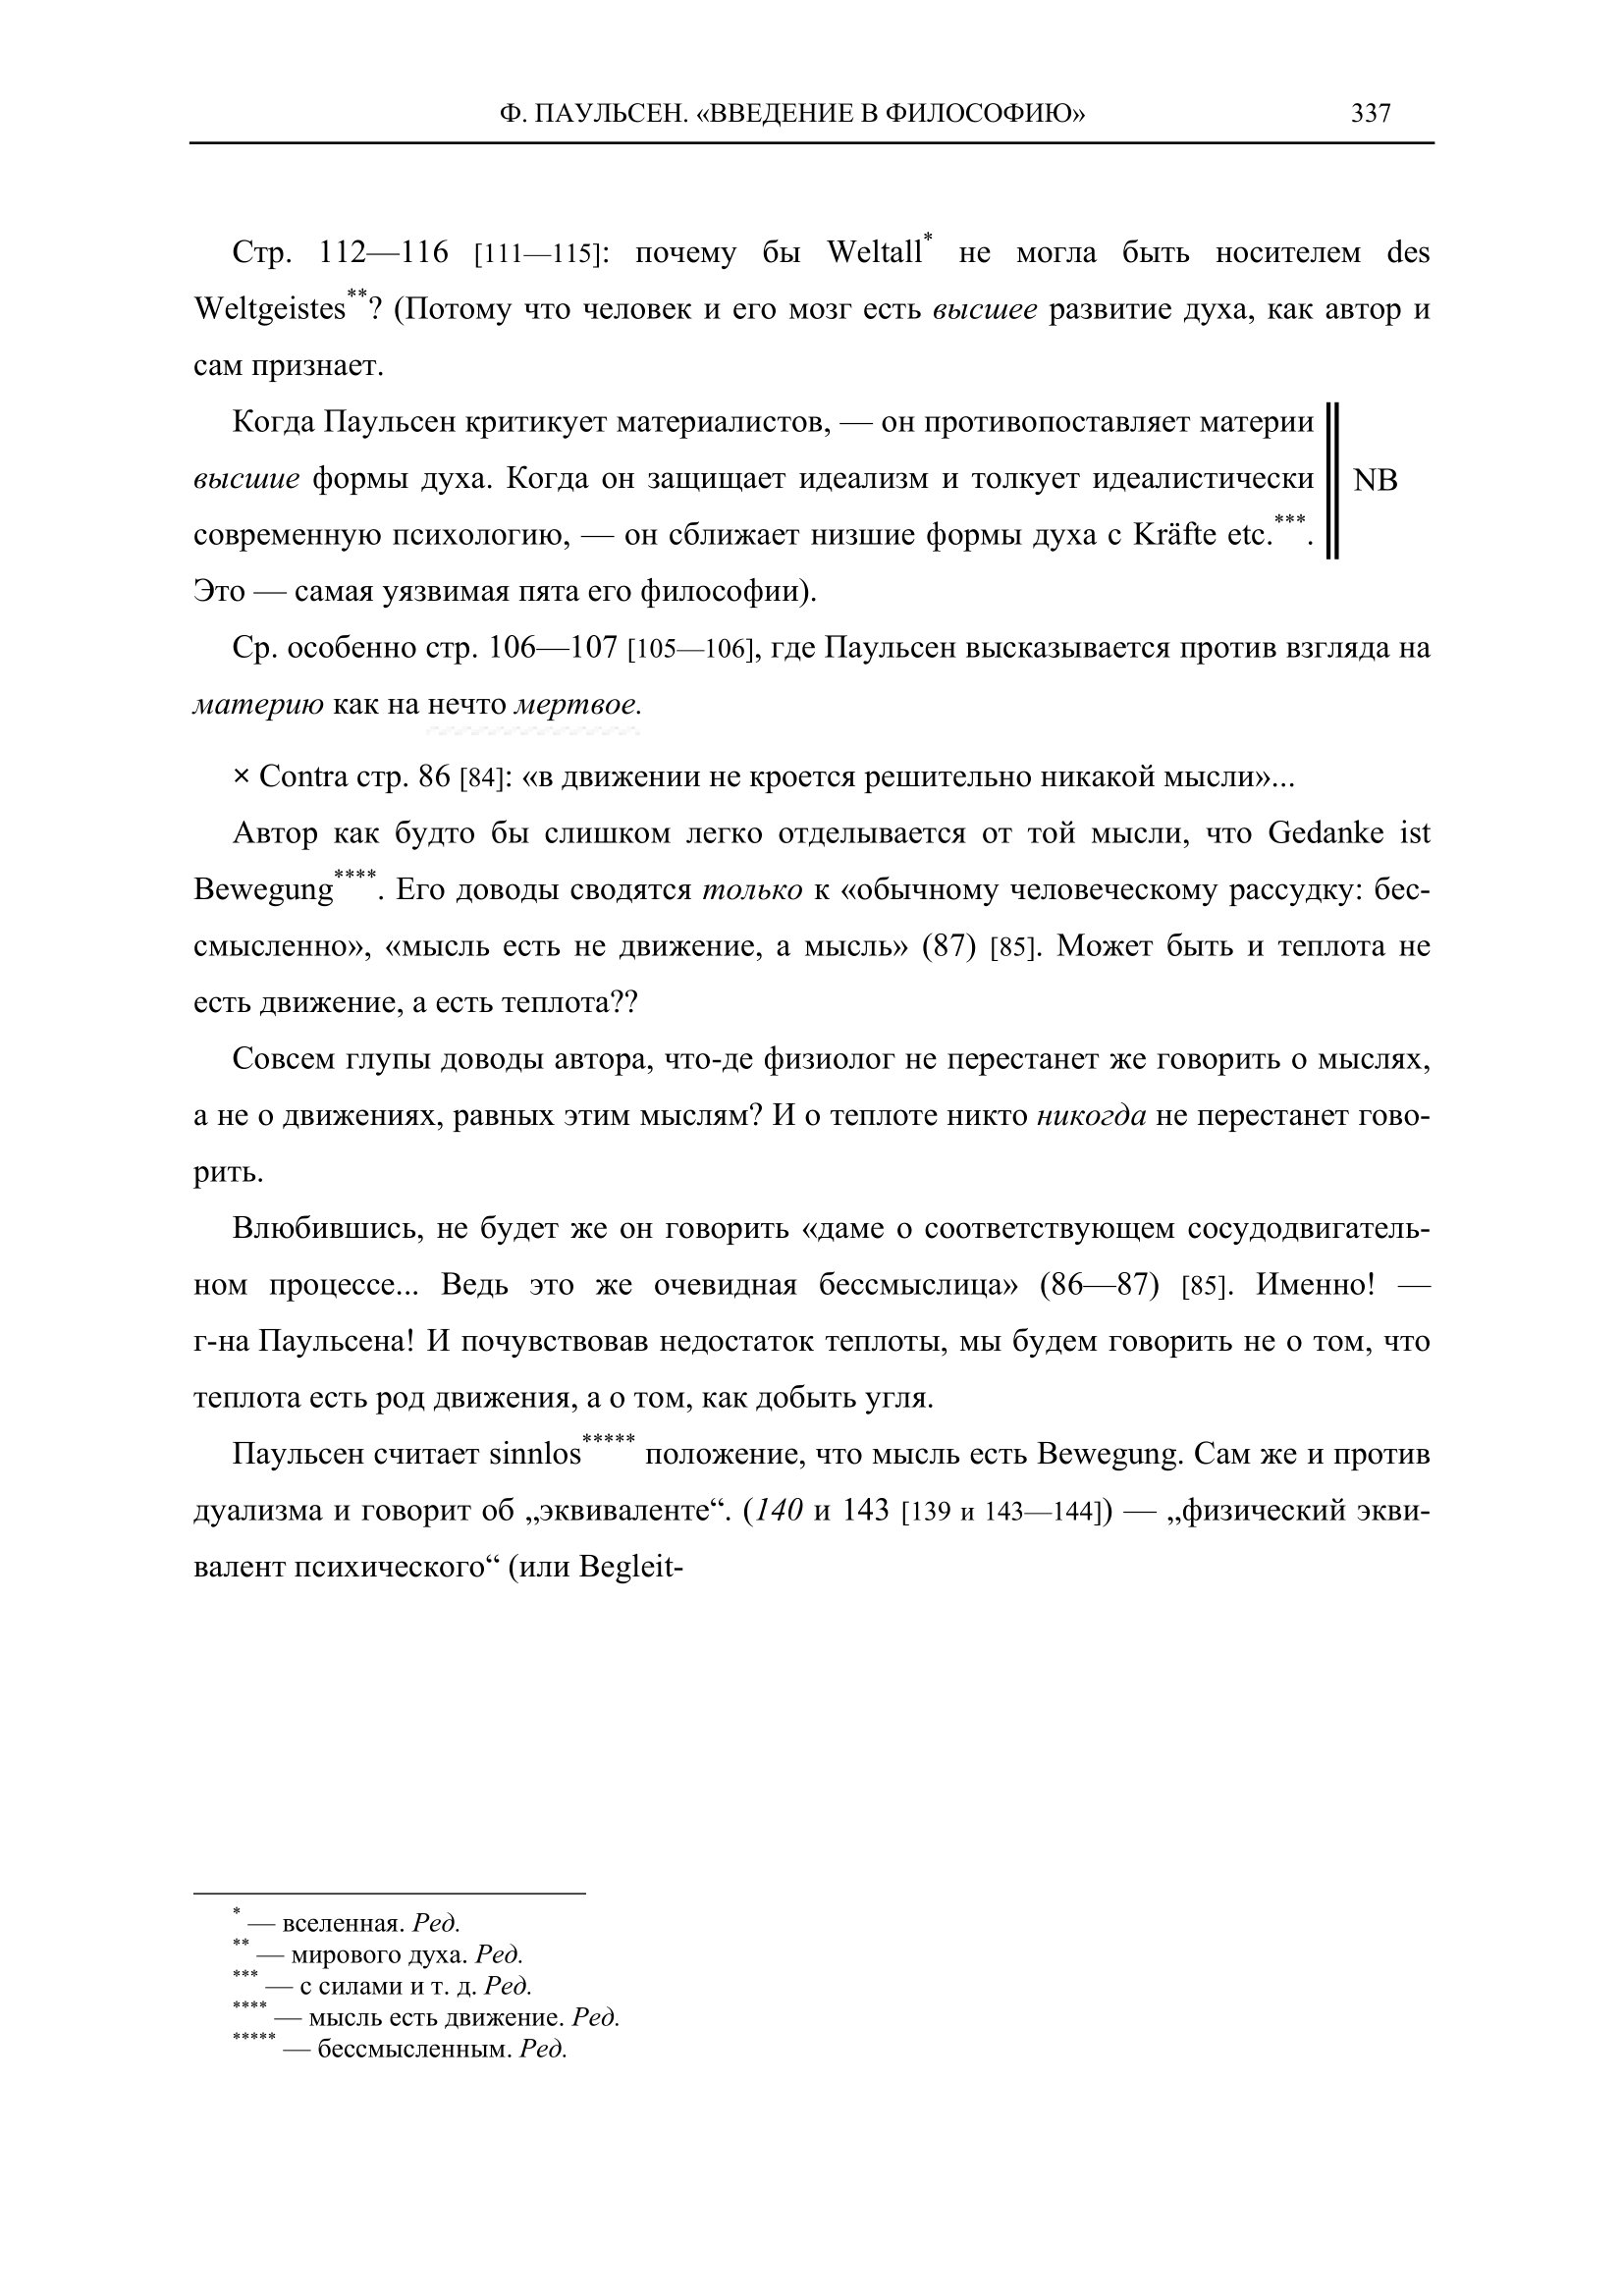 Ф. ПАУЛЬСЕН. «ВВЕДЕНИЕ В ФИЛОСОФИЮ» 337
Стр. 112—116 [111—115]: почему бы Weltall* не могла быть носителем des
Weltgeistes**? (Потому что человек и его мозг есть высшее развитие духа, как автор и
сам признает.
Когда Паульсен критикует материалистов, — он противопоставляет материи
высшие формы духа. Когда он защищает идеализм и толкует идеалистически NB
современную психологию, — он сближает низшие формы духа с Kräfte etc.***.
Это — самая уязвимая пята его философии).
Ср. особенно стр. 106—107 [105—106], где Паульсен высказывается против взгляда на
материю как на нечто мертвое.
× Contra стр. 86 [84]: «в движении не кроется решительно никакой мысли»...
Автор как будто бы слишком легко отделывается от той мысли, что Gedanke ist
Bewegung****. Его доводы сводятся только к «обычному человеческому рассудку: бес-
смысленно», «мысль есть не движение, а мысль» (87) [85]. Может быть и теплота не
есть движение, а есть теплота??
Совсем глупы доводы автора, что-де физиолог не перестанет же говорить о мыслях,
а не о движениях, равных этим мыслям? И о теплоте никто никогда не перестанет гово-
рить.
Влюбившись, не будет же он говорить «даме о соответствующем сосудодвигатель-
ном процессе... Ведь это же очевидная бессмыслица» (86—87) [85]. Именно! —
г-на Паульсена! И почувствовав недостаток теплоты, мы будем говорить не о том, что
теплота есть род движения, а о том, как добыть угля.
Паульсен считает sinnlos***** положение, что мысль есть Bewegung. Сам же и против
дуализма и говорит об „эквиваленте“. (140 и 143 [139 и 143—144]) — „физический экви-
валент психического“ (или Begleit-
* — вселенная. Ред.
** — мирового духа. Ред.
*** — с силами и т. д. Ред.
**** — мысль есть движение. Ред.
***** — бессмысленным. Ред.